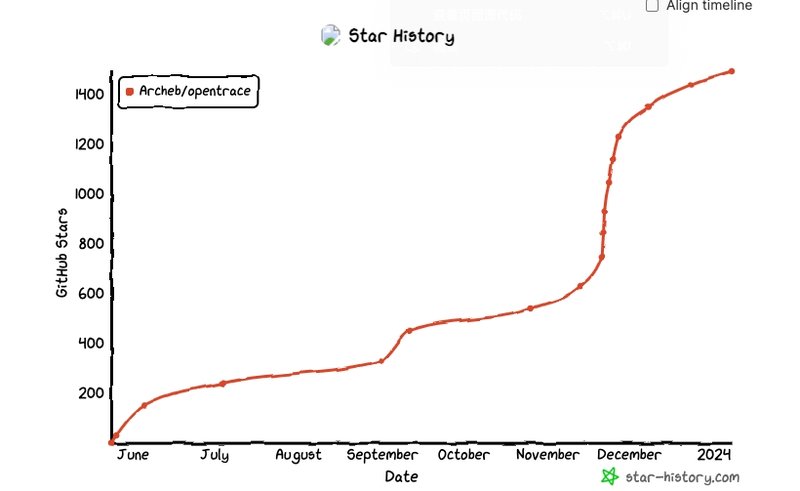 Align timeline
Star History
Archeb/opentrace
GitHub Stars
1400
1200
1000
800
600
400
200
June July August September October November December 2024
Date
star-history.com